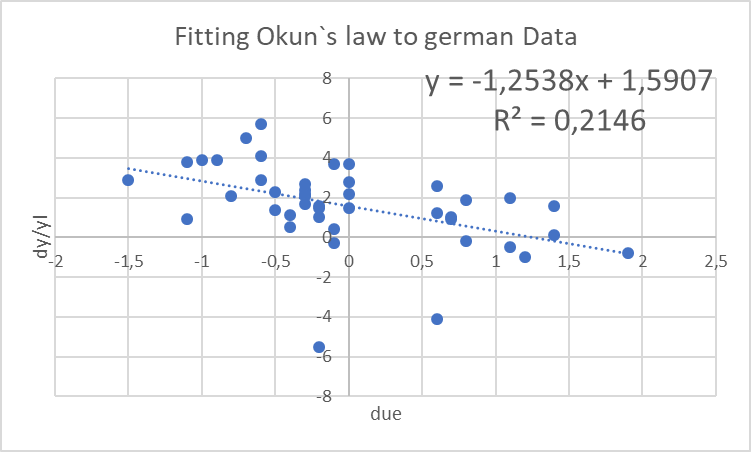 Fitting Okun`s law to german Data
y = -1,2538x + 1,5907
R² = 0,2146
8
6
4
2
0
-2
-4
-6
-8
-2 -1,5 -1 -0,5 0 0,5 1 1,5 2 2,5
dy/yl
due